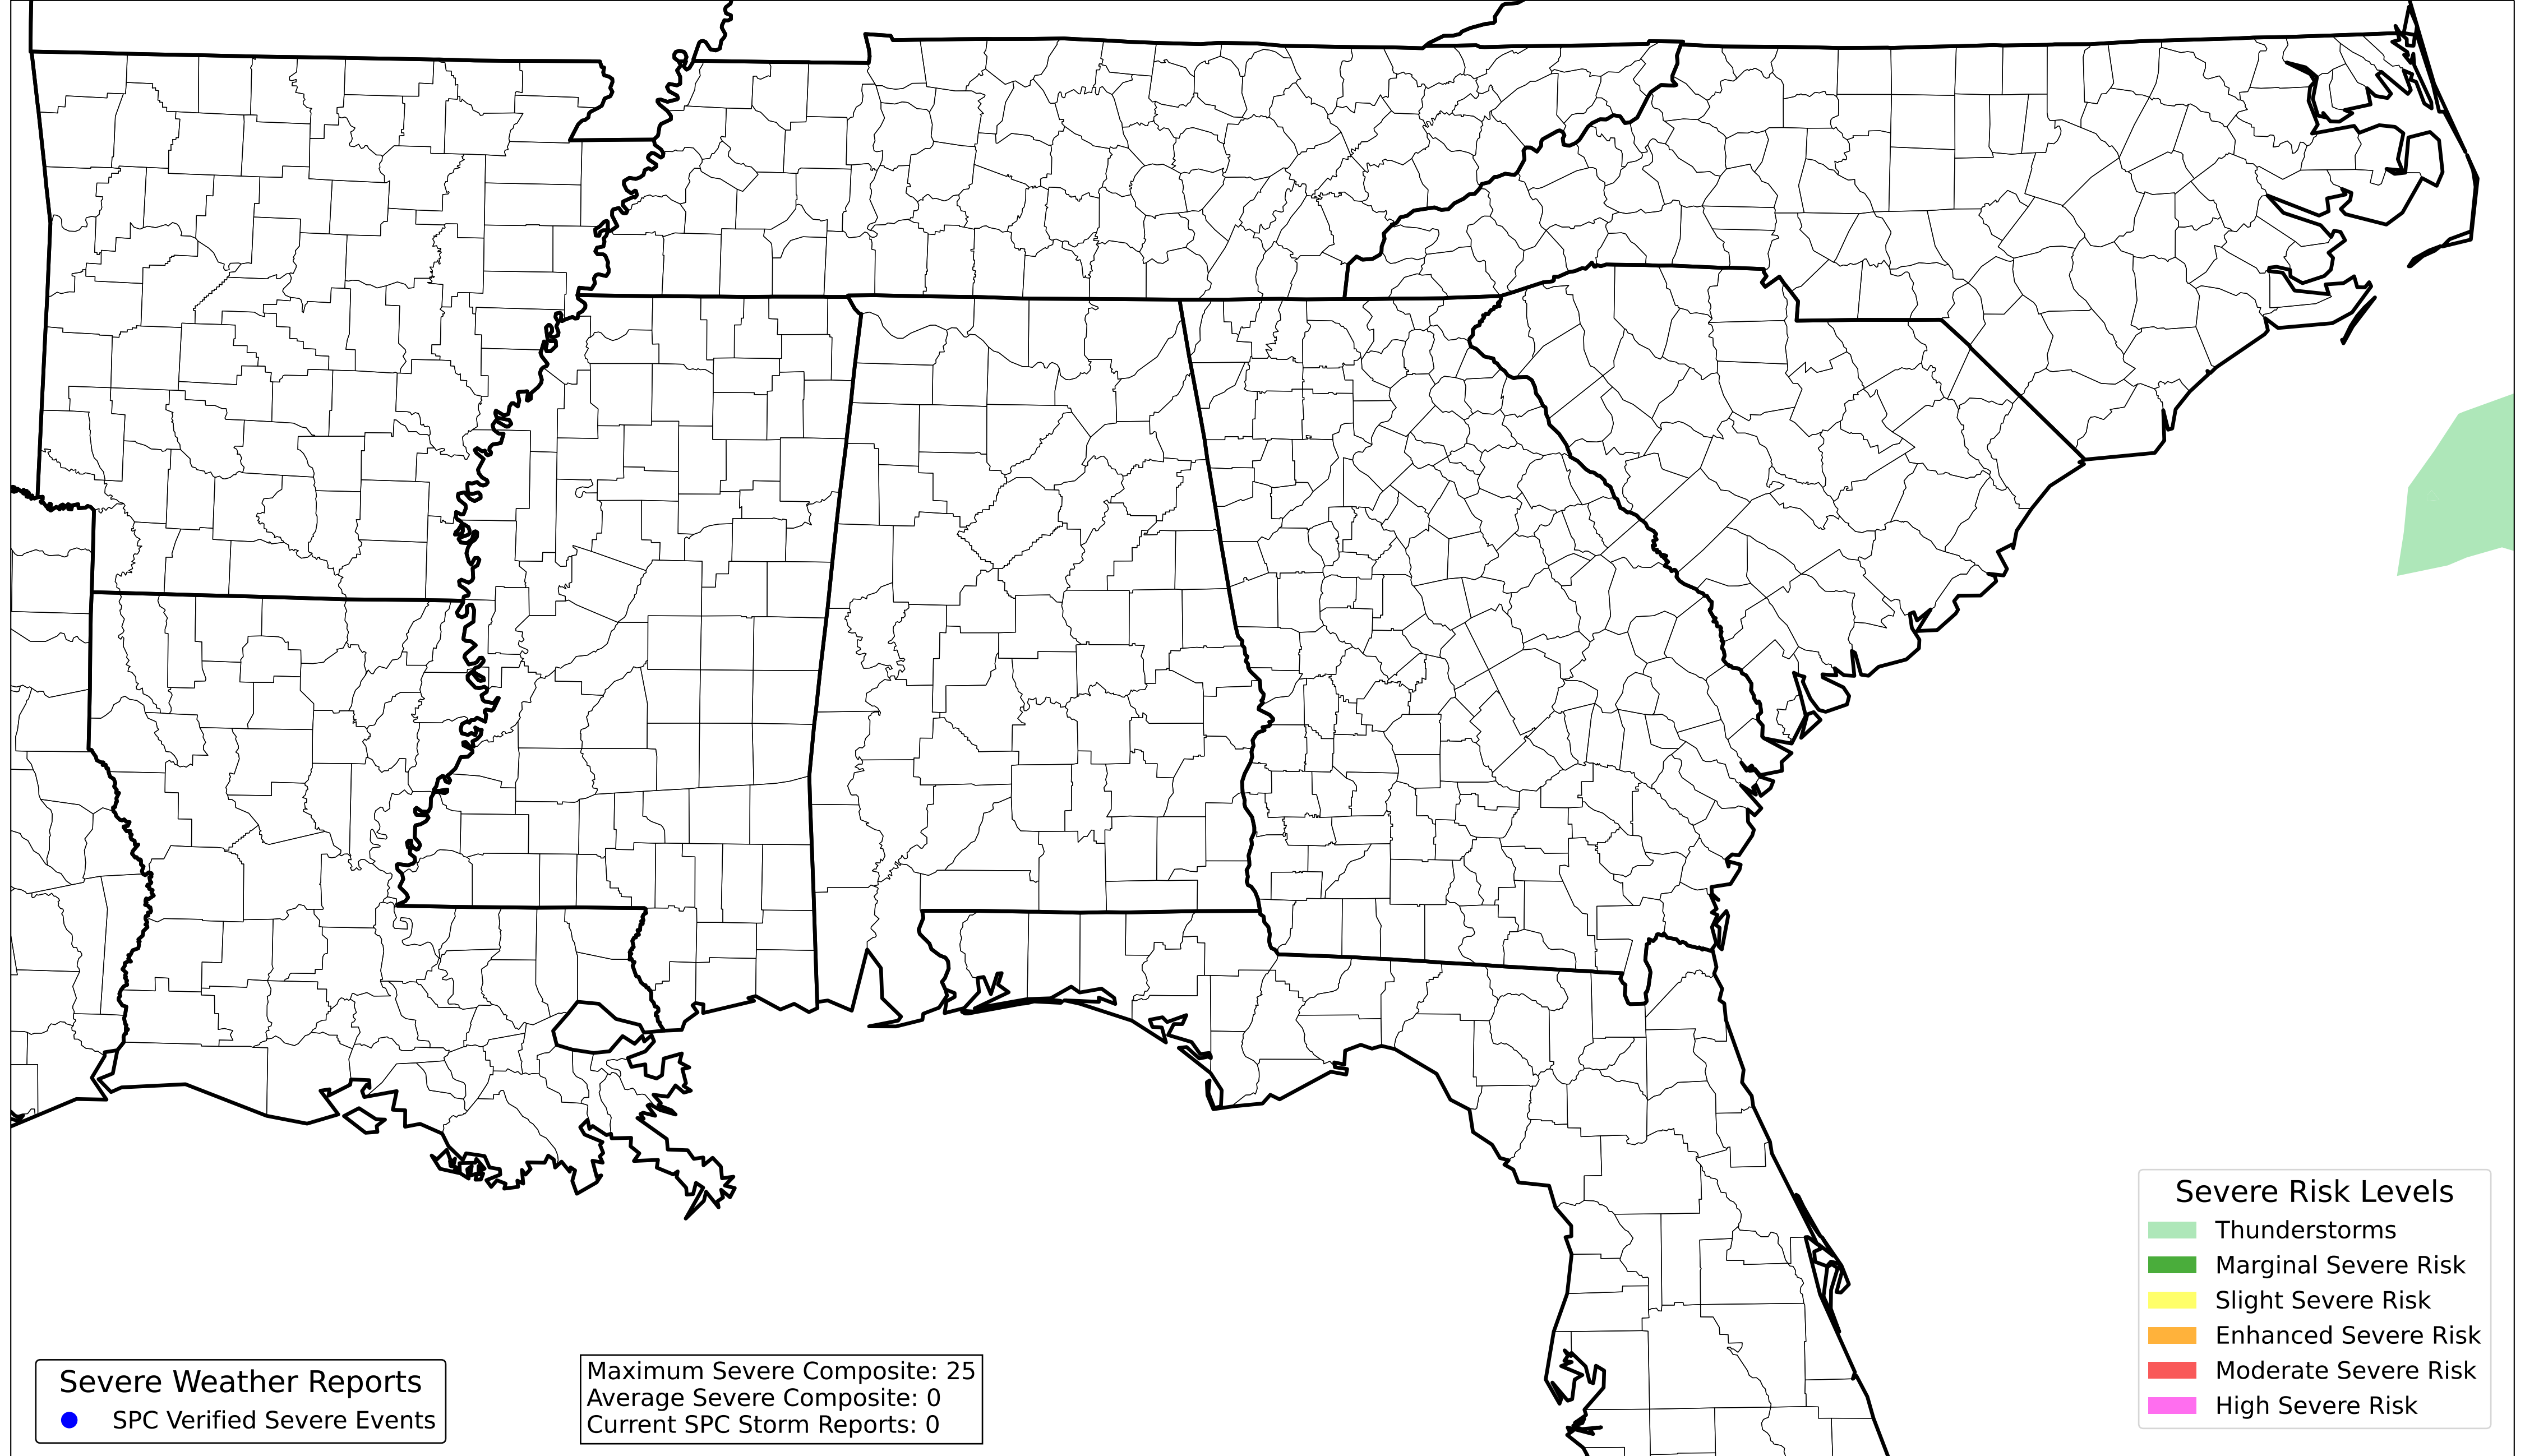 Severe Weather Reports
SPC Verified Severe Events
Maximum Severe Composite: 25
Average Severe Composite: 0
Current SPC Storm Reports: 0
Severe Risk Levels
Thunderstorms
Marginal Severe Risk
Slight Severe Risk
Enhanced Severe Risk
Moderate Severe Risk
High Severe Risk